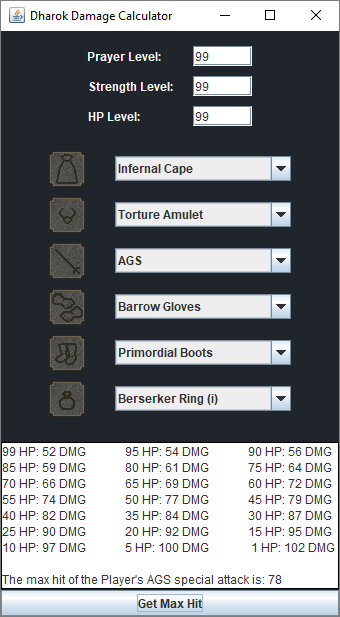 Dharok Damage Calculator
Prayer Level: 99
Strength Level: 99
HP Level: 99
Infernal Cape
Torture Amulet
AGS
Barrow Gloves
Primordial Boots
Berserker Ring (i)
99 HP: 52 DMG 95 HP: 54 DMG 90 HP: 56 DMG
85 HP: 59 DMG 80 HP: 61 DMG 75 HP: 64 DMG
70 HP: 66 DMG 65 HP: 69 DMG 60 HP: 72 DMG
55 HP: 74 DMG 50 HP: 77 DMG 45 HP: 79 DMG
40 HP: 82 DMG 35 HP: 84 DMG 30 HP: 87 DMG
25 HP: 90 DMG 20 HP: 92 DMG 15 HP: 95 DMG
10 HP: 97 DMG 5 HP: 100 DMG 1 HP: 102 DMG
The max hit of the Player's AGS special attack is: 78
Get Max Hit